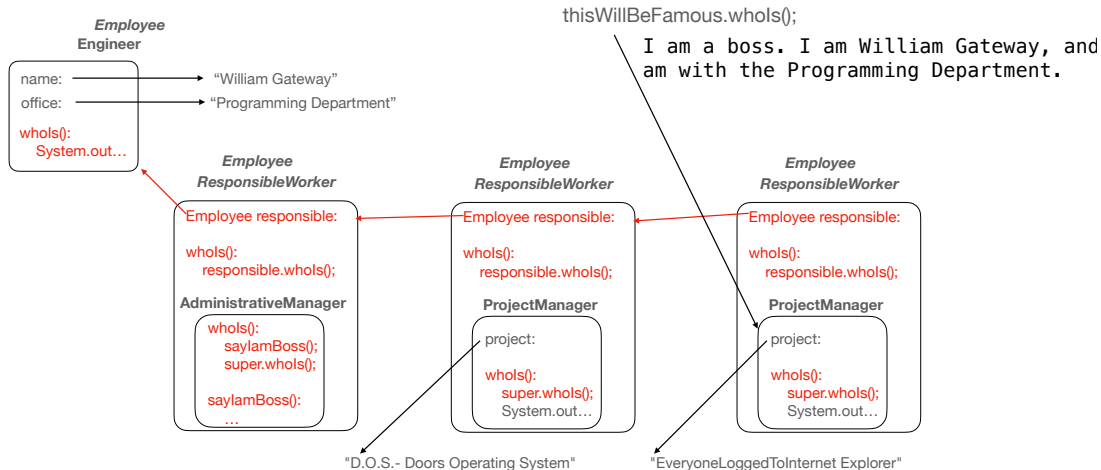 thisWillBeFamous.whoIs();
I am a boss. I am William Gateway, and
am with the Programming Department.
Employee
Engineer
name:
"William Gateway"
office:
"Programming Department"
whoIs():
System.out…
Employee
ResponsibleWorker
Employee responsible:
whoIs():
responsible.whoIs();
AdministrativeManager
whoIs():
sayIamBoss();
super.whoIs();
sayIamBoss():
…
Employee
ResponsibleWorker
Employee responsible:
whoIs():
responsible.whoIs();
ProjectManager
project:
whoIs():
super.whoIs();
System.out…
"D.O.S.- Doors Operating System"
Employee
ResponsibleWorker
Employee responsible:
whoIs():
responsible.whoIs();
ProjectManager
project:
whoIs():
super.whoIs();
System.out…
"EveryoneLoggedToInternet Explorer"